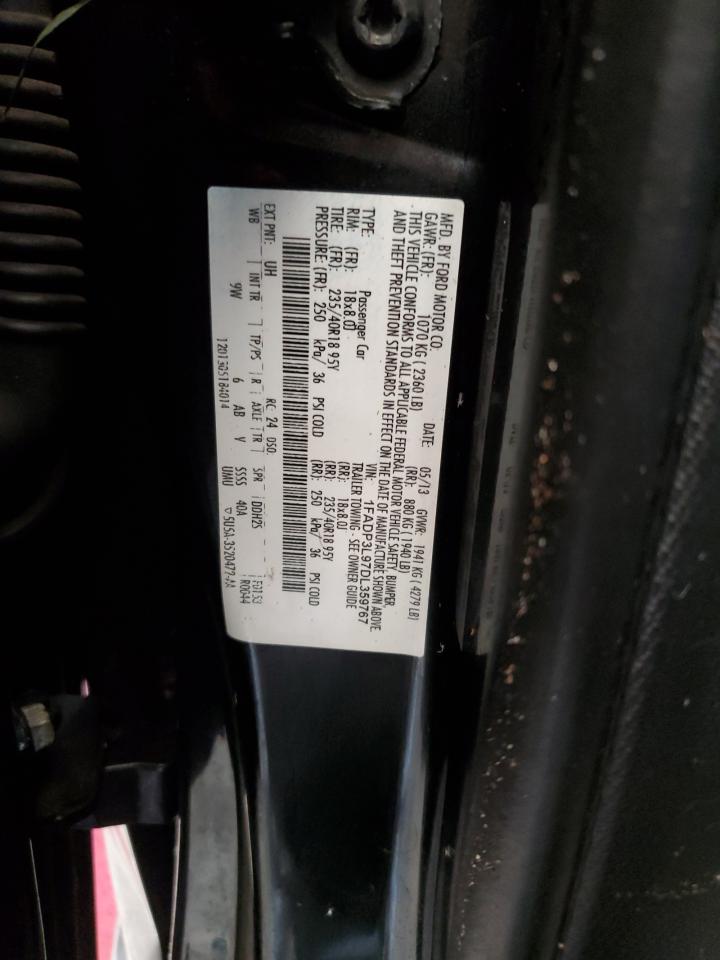 MFD. BY FORD MOTOR CO.
DATE: 05/13 GVWR: 1941 KG ( 4279 LB)
GAWR: (FR): 1070 KG ( 2360 LB) (RR): 880 KG ( 1940 LB)
THIS VEHICLE CONFORMS TO ALL APPLICABLE FEDERAL MOTOR VEHICLE SAFETY, BUMPER,
AND THEFT PREVENTION STANDARDS IN EFFECT ON THE DATE OF MANUFACTURE SHOWN ABOVE.
VIN: 1FADP3L97DL359767
TYPE: Passenger Car TRAILER TOWING - SEE OWNER GUIDE
RIM: (FR): 18x8.0J (RR): 18x8.0J
TIRE: (FR): 235/40R18 95Y (RR): 235/40R18 95Y
PRESSURE (FR): 250 kPa/ 36 PSI COLD (RR): 250 kPa/ 36 PSI COLD
EXT PNT: UH RC: 24 DSO:
WB INT TR TP/PS R AXLE TR SPR DDH2S F0153
9W 6 AB V SSSS 40A R0044
1201305184014 UMU